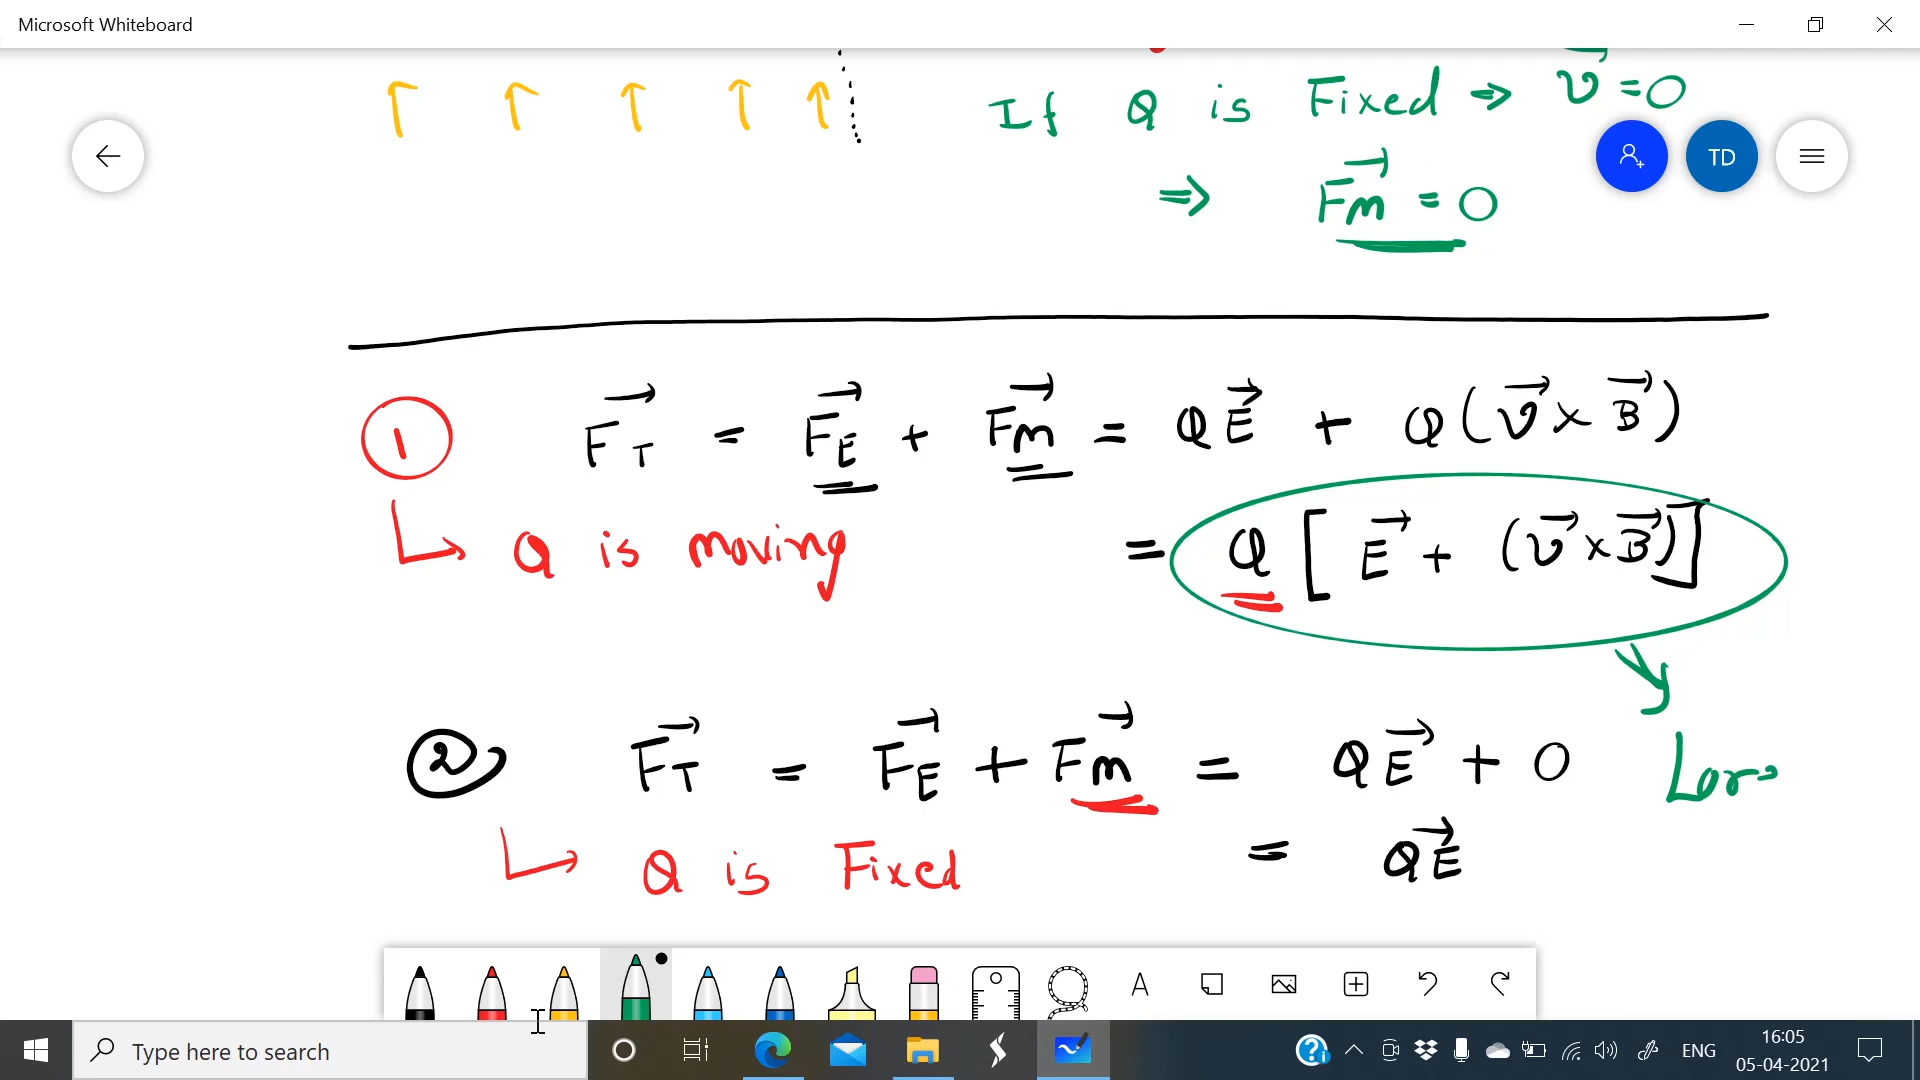 Microsoft Whiteboard
If Q is Fixed ⇒ v⃗ = 0
TD
⇒ F⃗m = 0
1 F⃗T = F⃗E + F⃗m = QE⃗ + Q(v⃗ × B⃗)
Q is moving = Q[E⃗ + (v⃗ × B⃗)]
2 F⃗T = F⃗E + F⃗m = QE⃗ + 0
Lor
Q is Fixed = QE⃗
A
Type here to search
ENG
16:05
05-04-2021